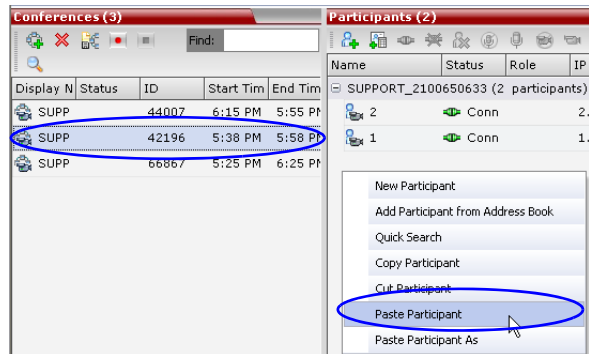 Conferences (3)
Find:
Display N Status ID Start Tim End Tim
SUPP 44007 6:15 PM 5:55 PM
SUPP 42196 5:38 PM 5:58 PM
SUPP 66867 5:25 PM 6:25 PM
Participants (2)
Name Status Role IP
SUPPORT_2100650633 (2 participants)
2 Conn 2.
1 Conn 1.
New Participant
Add Participant from Address Book
Quick Search
Copy Participant
Cut Participant
Paste Participant
Paste Participant As